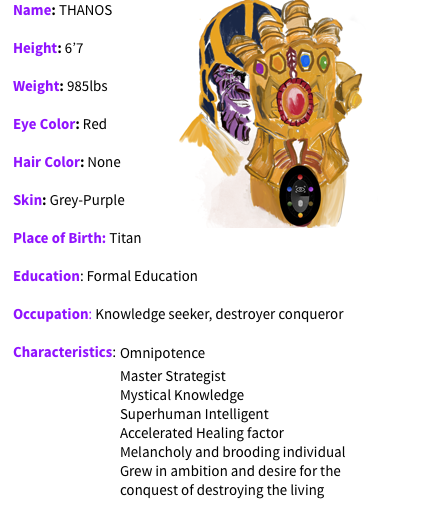 Name: THANOS
Height: 6'7
Weight: 985lbs
Eye Color: Red
Hair Color: None
Skin: Grey-Purple
Place of Birth: Titan
Education: Formal Education
Occupation: Knowledge seeker, destroyer conqueror
Characteristics: Omnipotence
Master Strategist
Mystical Knowledge
Superhuman Intelligent
Accelerated Healing factor
Melancholy and brooding individual
Grew in ambition and desire for the
conquest of destroying the living